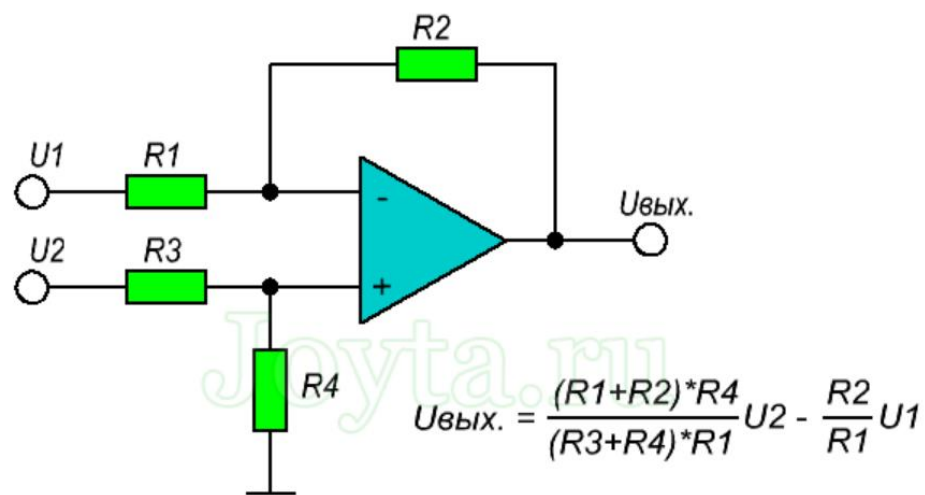 R2
U1
R1
-
Uвых.
U2
R3
+
R4
Joyta.ru
Uвых. = (R1+R2)*R4 / (R3+R4)*R1 U2 - R2 / R1 U1